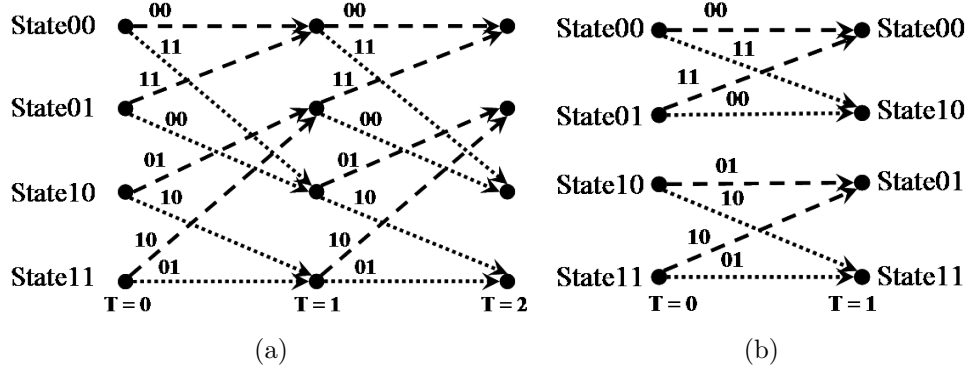 State00 00 00
11 11
State01 11 11
00 00
State10 01 01
10 10
State11 10 10
01 01
T = 0 T = 1 T = 2
(a)
State00 00 State00
11
State01 11 00 State10
State10 01 State01
10
State11 10 01 State11
T = 0 T = 1
(b)